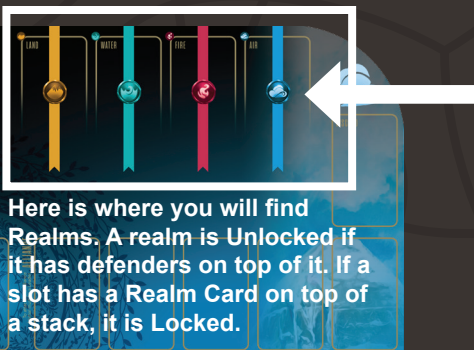 LAND WATER FIRE AIR
Here is where you will find
Realms. A realm is Unlocked if
it has defenders on top of it. If a
slot has a Realm Card on top of
a stack, it is Locked.